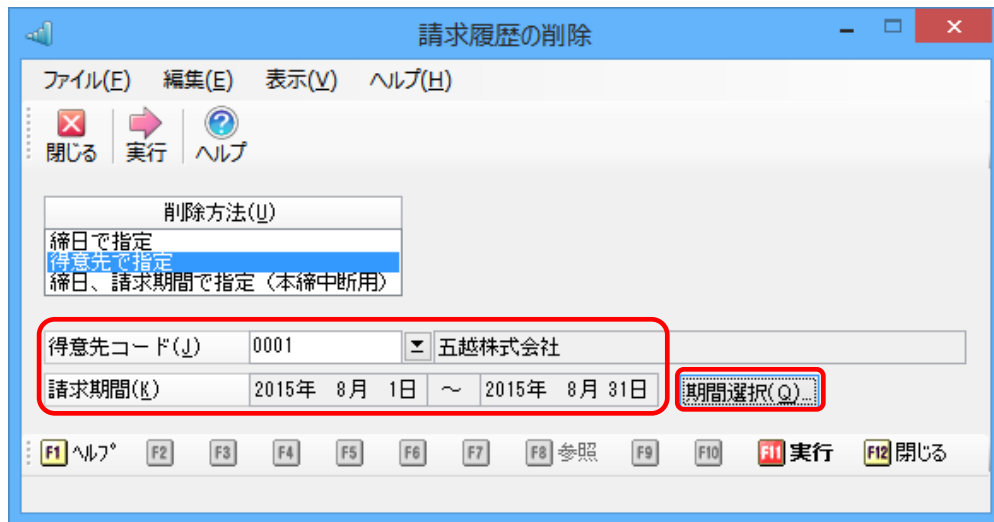 請求履歴の削除
ファイル(F) 編集(E) 表示(V) ヘルプ(H)
閉じる 実行 ヘルプ
削除方法(U)
締日で指定
得意先で指定
締日、請求期間で指定（本締中断用）
得意先コード(J) 0001 五越株式会社
請求期間(K) 2015年 8月 1日 ～ 2015年 8月 31日 期間選択(Q)...
F1 ヘルプ F2 F3 F4 F5 F6 F7 F8 参照 F9 F10 F11 実行 F12 閉じる